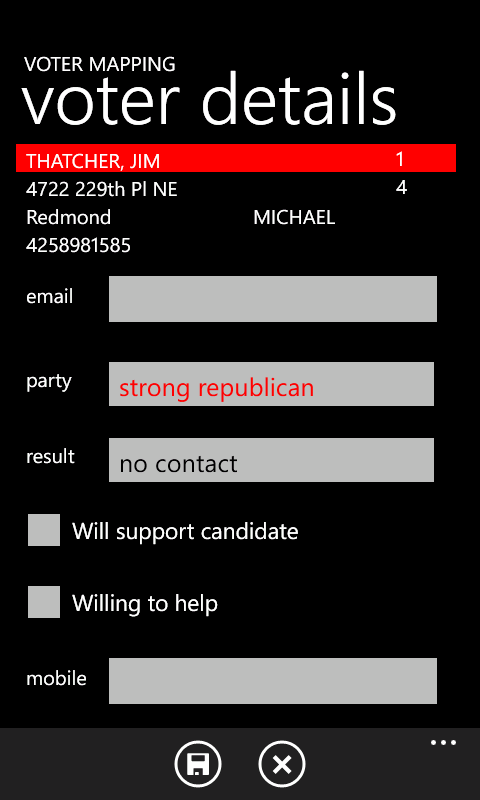 VOTER MAPPING
voter details
THATCHER, JIM 1
4722 229th Pl NE 4
Redmond MICHAEL
4258981585
email
party strong republican
result no contact
Will support candidate
Willing to help
mobile